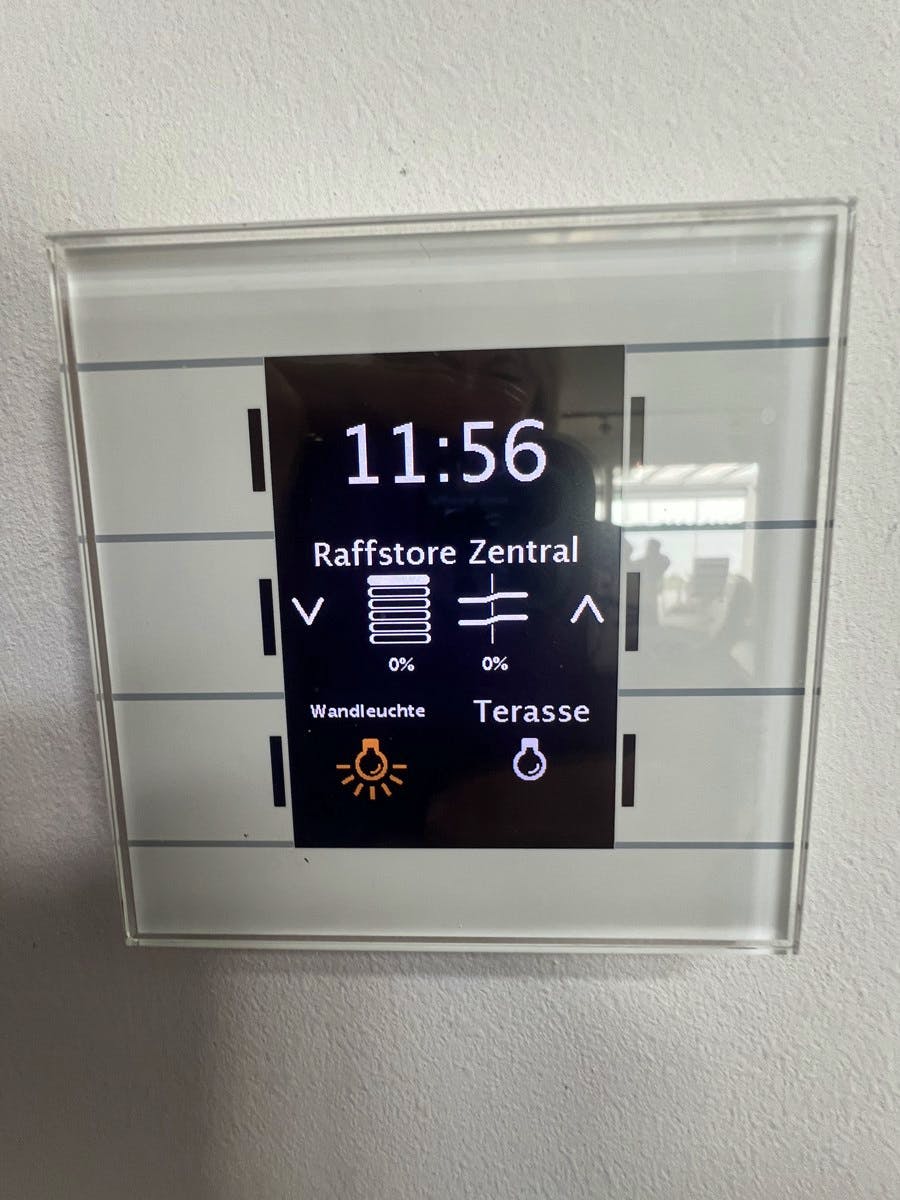 11:56
Raffstore Zentral
0% 0%
Wandleuchte Terasse